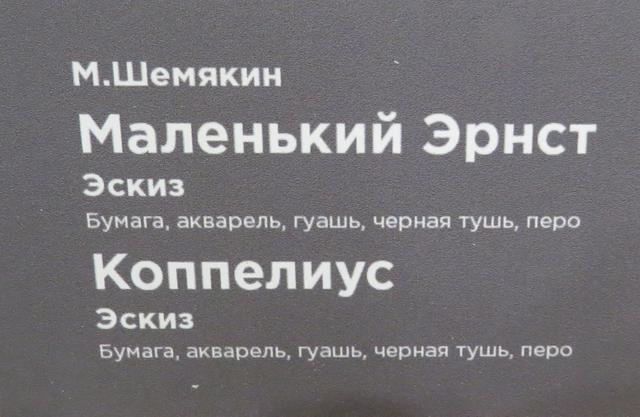 М.Шемякин
Маленький Эрнст
Эскиз
Бумага, акварель, гуашь, черная тушь, перо
Коппелиус
Эскиз
Бумага, акварель, гуашь, черная тушь, перо